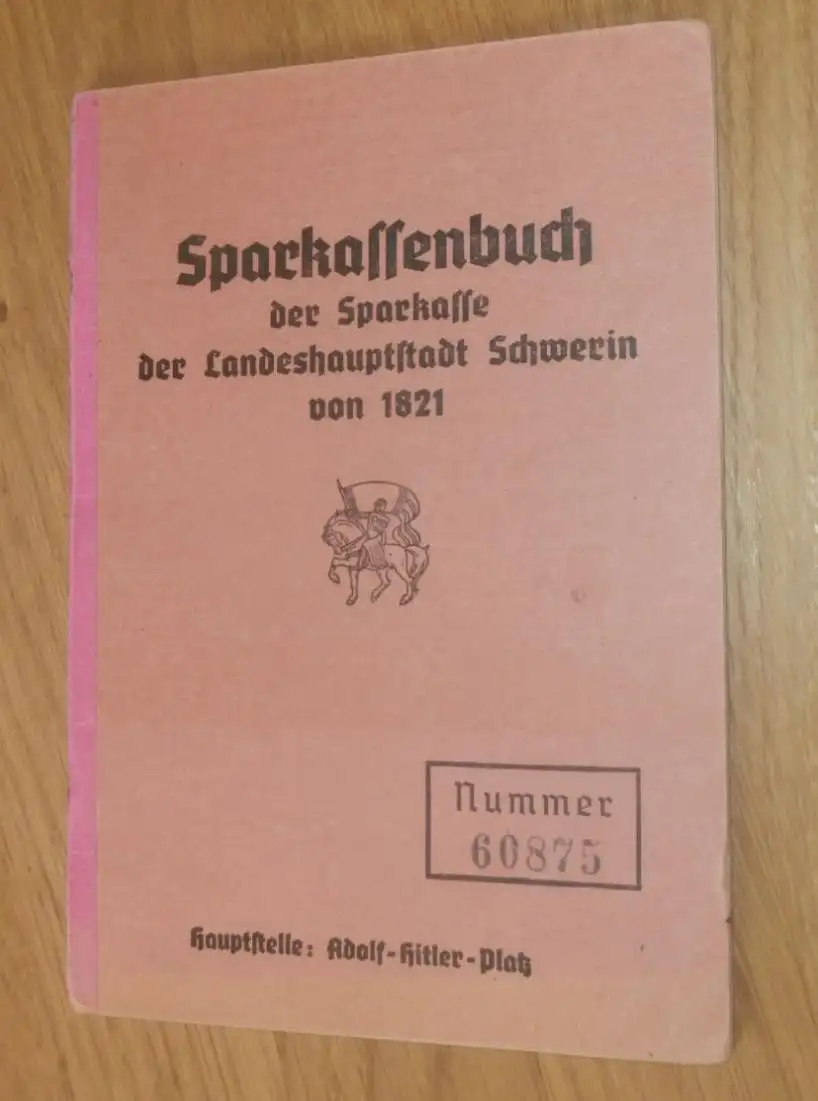 Sparkaſſenbuch
der Sparkaſſe
der Landeshauptſtadt Schwerin
von 1821
Nummer
60875
Hauptſtelle: Adolf-Hitler-Platz